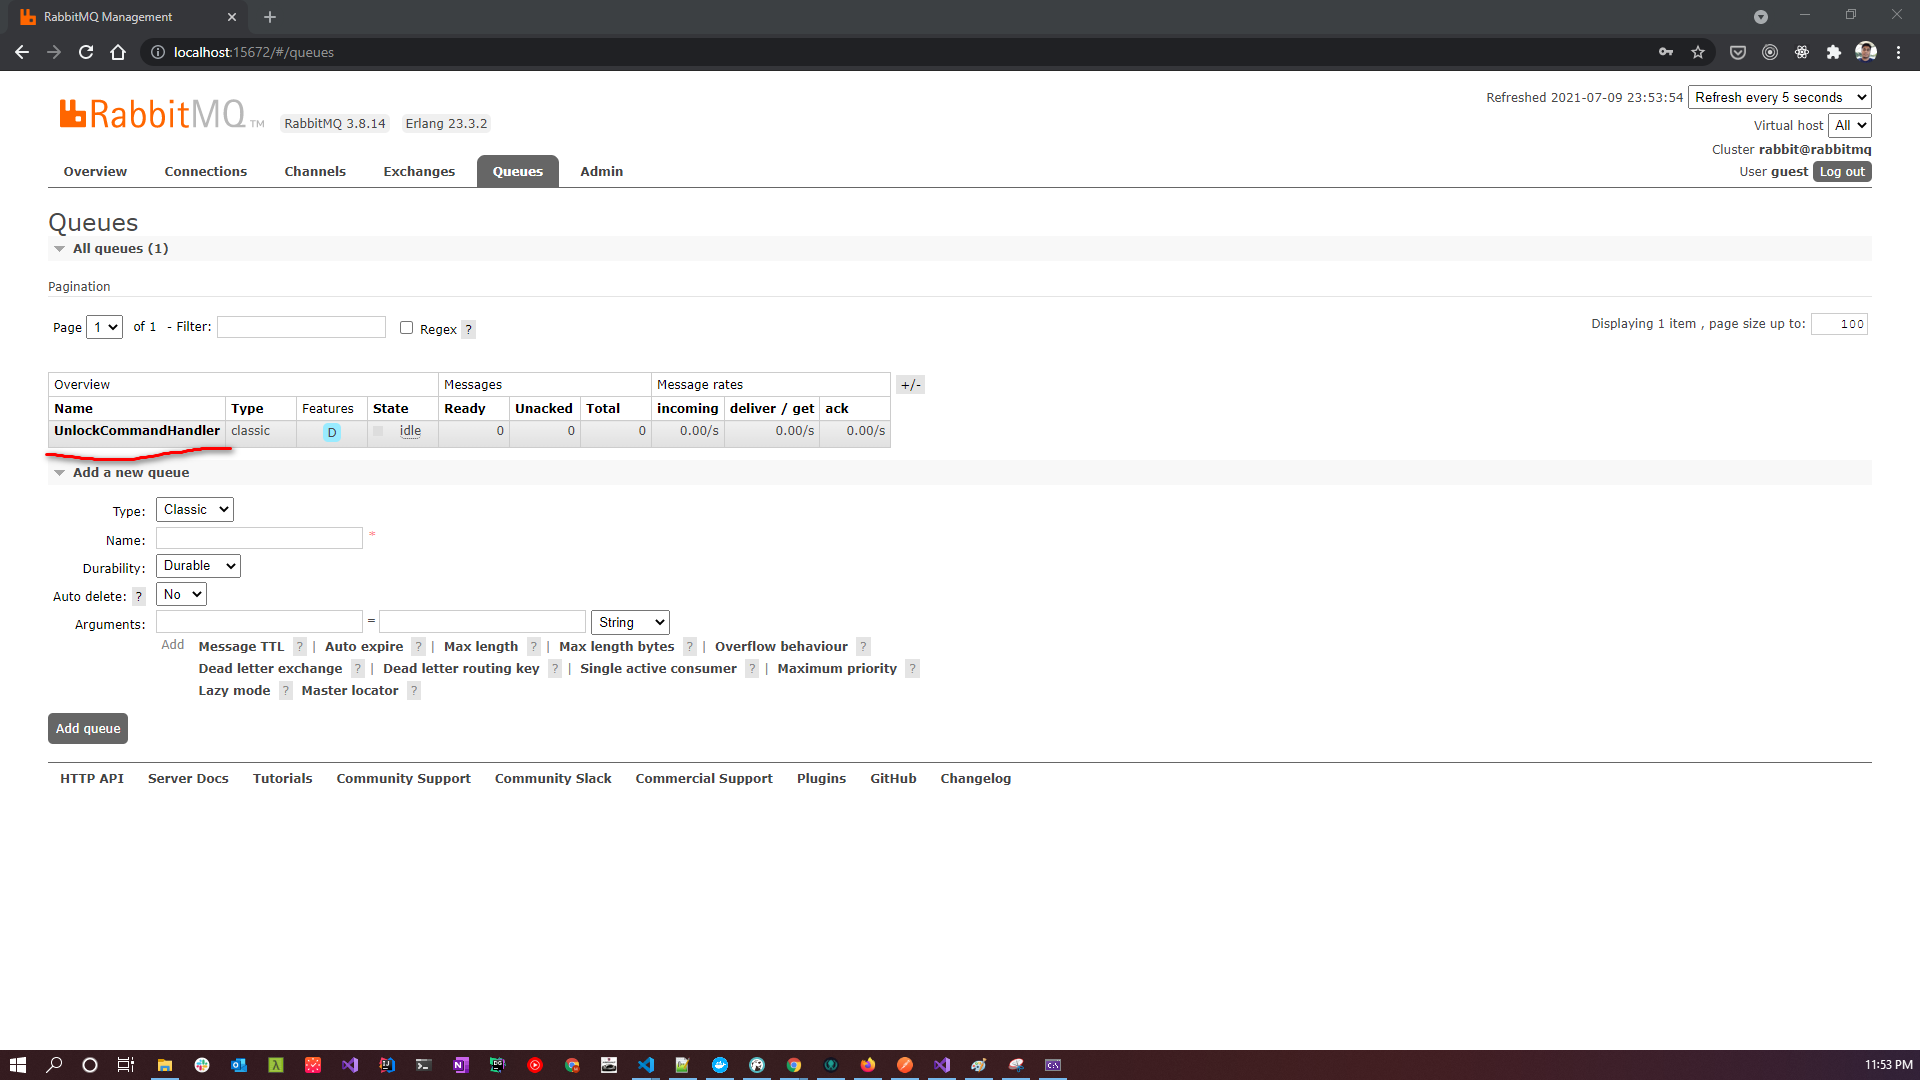 RabbitMQ Management
localhost:15672/#/queues
RabbitMQ TM
RabbitMQ 3.8.14
Erlang 23.3.2
Refreshed 2021-07-09 23:53:54
Refresh every 5 seconds
Virtual host All
Cluster rabbit@rabbitmq
User guest Log out
Overview Connections Channels Exchanges Queues Admin
Queues
All queues (1)
Pagination
Page 1 of 1 - Filter: Regex ?
Displaying 1 item , page size up to: 100
Overview Messages Message rates +/-
Name Type Features State Ready Unacked Total incoming deliver / get ack
UnlockCommandHandler classic D idle 0 0 0 0.00/s 0.00/s 0.00/s
Add a new queue
Type: Classic
Name: *
Durability: Durable
Auto delete: ? No
Arguments: = String
Add Message TTL ? | Auto expire ? | Max length ? | Max length bytes ? | Overflow behaviour ?
Dead letter exchange ? | Dead letter routing key ? | Single active consumer ? | Maximum priority ?
Lazy mode ? Master locator ?
Add queue
HTTP API Server Docs Tutorials Community Support Community Slack Commercial Support Plugins GitHub Changelog
11:53 PM